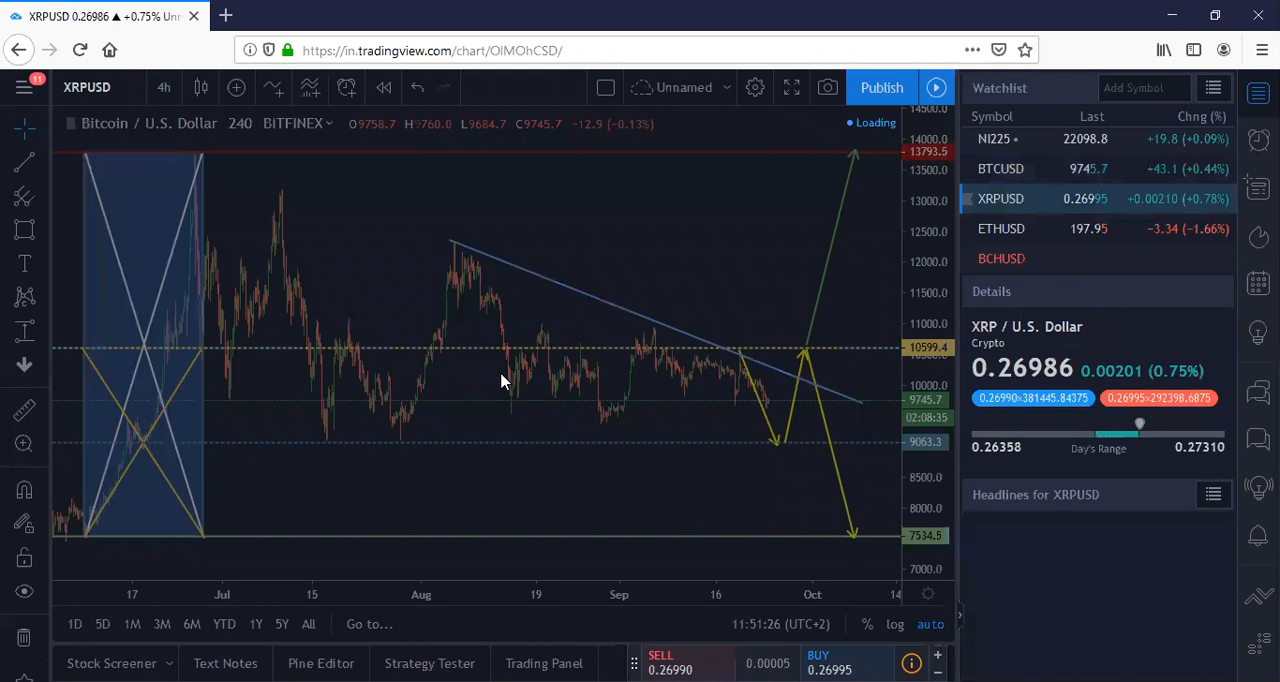 XRPUSD 0.26986 ▲ +0.75% Unn
https://in.tradingview.com/chart/OIMOhCSD/
11
XRPUSD 4h Unnamed Publish
Bitcoin / U.S. Dollar 240 BITFINEX O9758.7 H9760.0 L9684.7 C9745.7 −12.9 (−0.13%)
Loading
14500.0
14000.0
13793.5
13500.0
13000.0
12500.0
12000.0
11500.0
11000.0
10599.4
10000.0
9745.7
02:08:35
9063.3
8500.0
8000.0
7534.5
7000.0
17 Jul 15 Aug 19 Sep 16 Oct 14
1D 5D 1M 3M 6M YTD 1Y 5Y All Go to... 11:51:26 (UTC+2) % log auto
Stock Screener Text Notes Pine Editor Strategy Tester Trading Panel
SELL 0.26990 0.00005 BUY 0.26995
Watchlist Add Symbol
Symbol Last Chng (%)
NI225 22098.8 +19.8 (+0.09%)
BTCUSD 9745.7 +43.1 (+0.44%)
XRPUSD 0.26995 +0.00210 (+0.78%)
ETHUSD 197.95 −3.34 (−1.66%)
BCHUSD
Details
XRP / U.S. Dollar
Crypto
0.26986 0.00201 (0.75%)
0.26990×381445.84375 0.26995×292398.6875
0.26358 Day's Range 0.27310
Headlines for XRPUSD